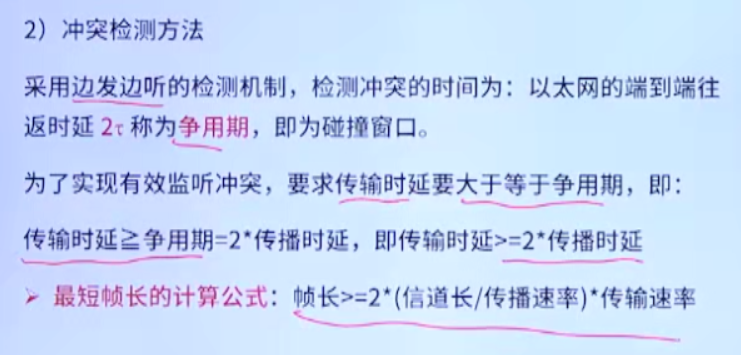 2）冲突检测方法
采用边发边听的检测机制，检测冲突的时间为：以太网的端到端往
返时延 2τ 称为争用期，即为碰撞窗口。
为了实现有效监听冲突，要求传输时延要大于等于争用期，即：
传输时延≧争用期=2*传播时延，即传输时延>=2*传播时延
➢ 最短帧长的计算公式：帧长>=2*(信道长/传播速率)*传输速率